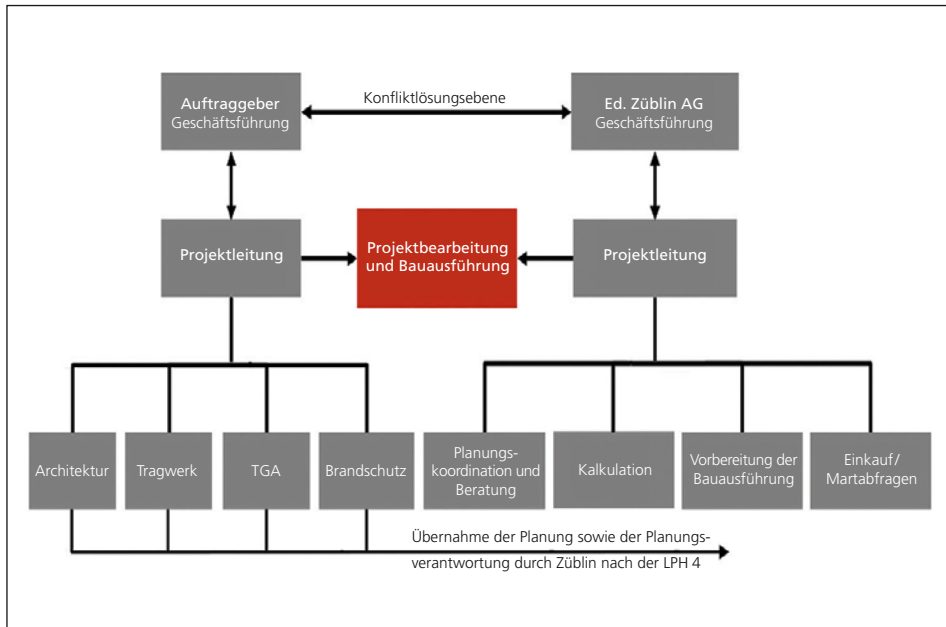 Auftraggeber
Geschäftsführung
Konfliktlösungsebene
Ed. Züblin AG
Geschäftsführung
Projektleitung
Projektbearbeitung
und Bauausführung
Projektleitung
Architektur
Tragwerk
TGA
Brandschutz
Planungs-
koordination und
Beratung
Kalkulation
Vorbereitung der
Bauausführung
Einkauf/
Martabfragen
Übernahme der Planung sowie der Planungs-
verantwortung durch Züblin nach der LPH 4